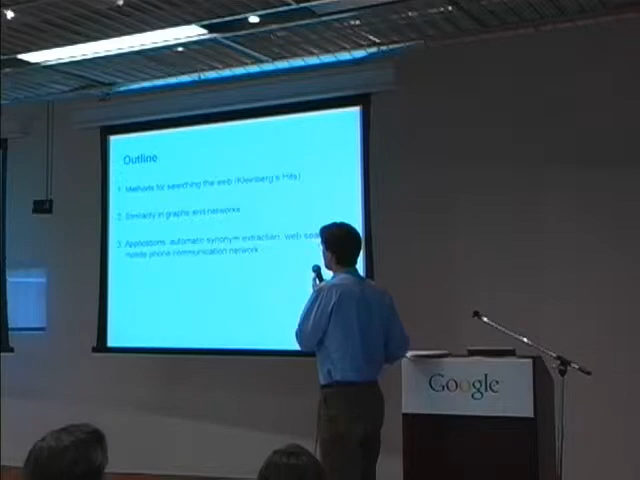 Outline
1. Methods for searching the web (Kleinberg's Hits)
2. Similarity in graphs and networks
3. Applications: automatic synonym extraction, web sea
mobile phone communication network
Google